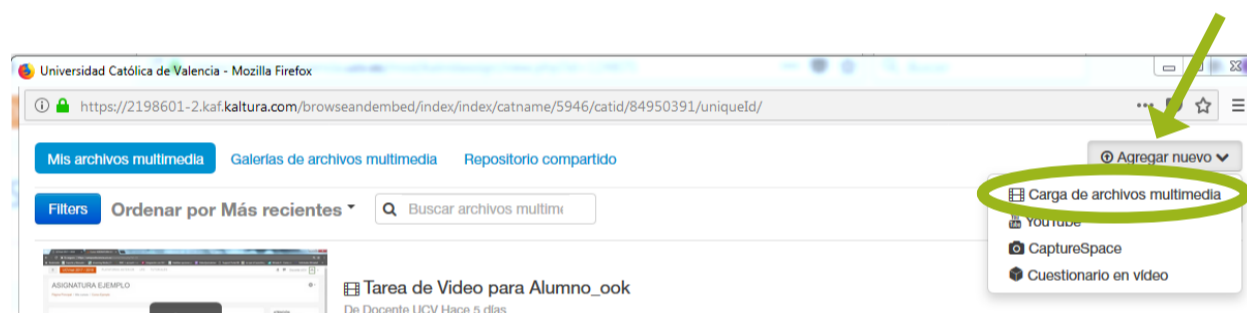 Universidad Católica de Valencia - Mozilla Firefox
https://2198601-2.kaf.kaltura.com/browseandembed/index/index/catname/5946/catid/84950391/uniqueId/
Mis archivos multimedia Galerías de archivos multimedia Repositorio compartido Agregar nuevo
Filters Ordenar por Más recientes Buscar archivos multime
Carga de archivos multimedia
YouTube
CaptureSpace
Cuestionario en vídeo
ASIGNATURA EJEMPLO
Tarea de Video para Alumno_ook
De Docente UCV Hace 5 días